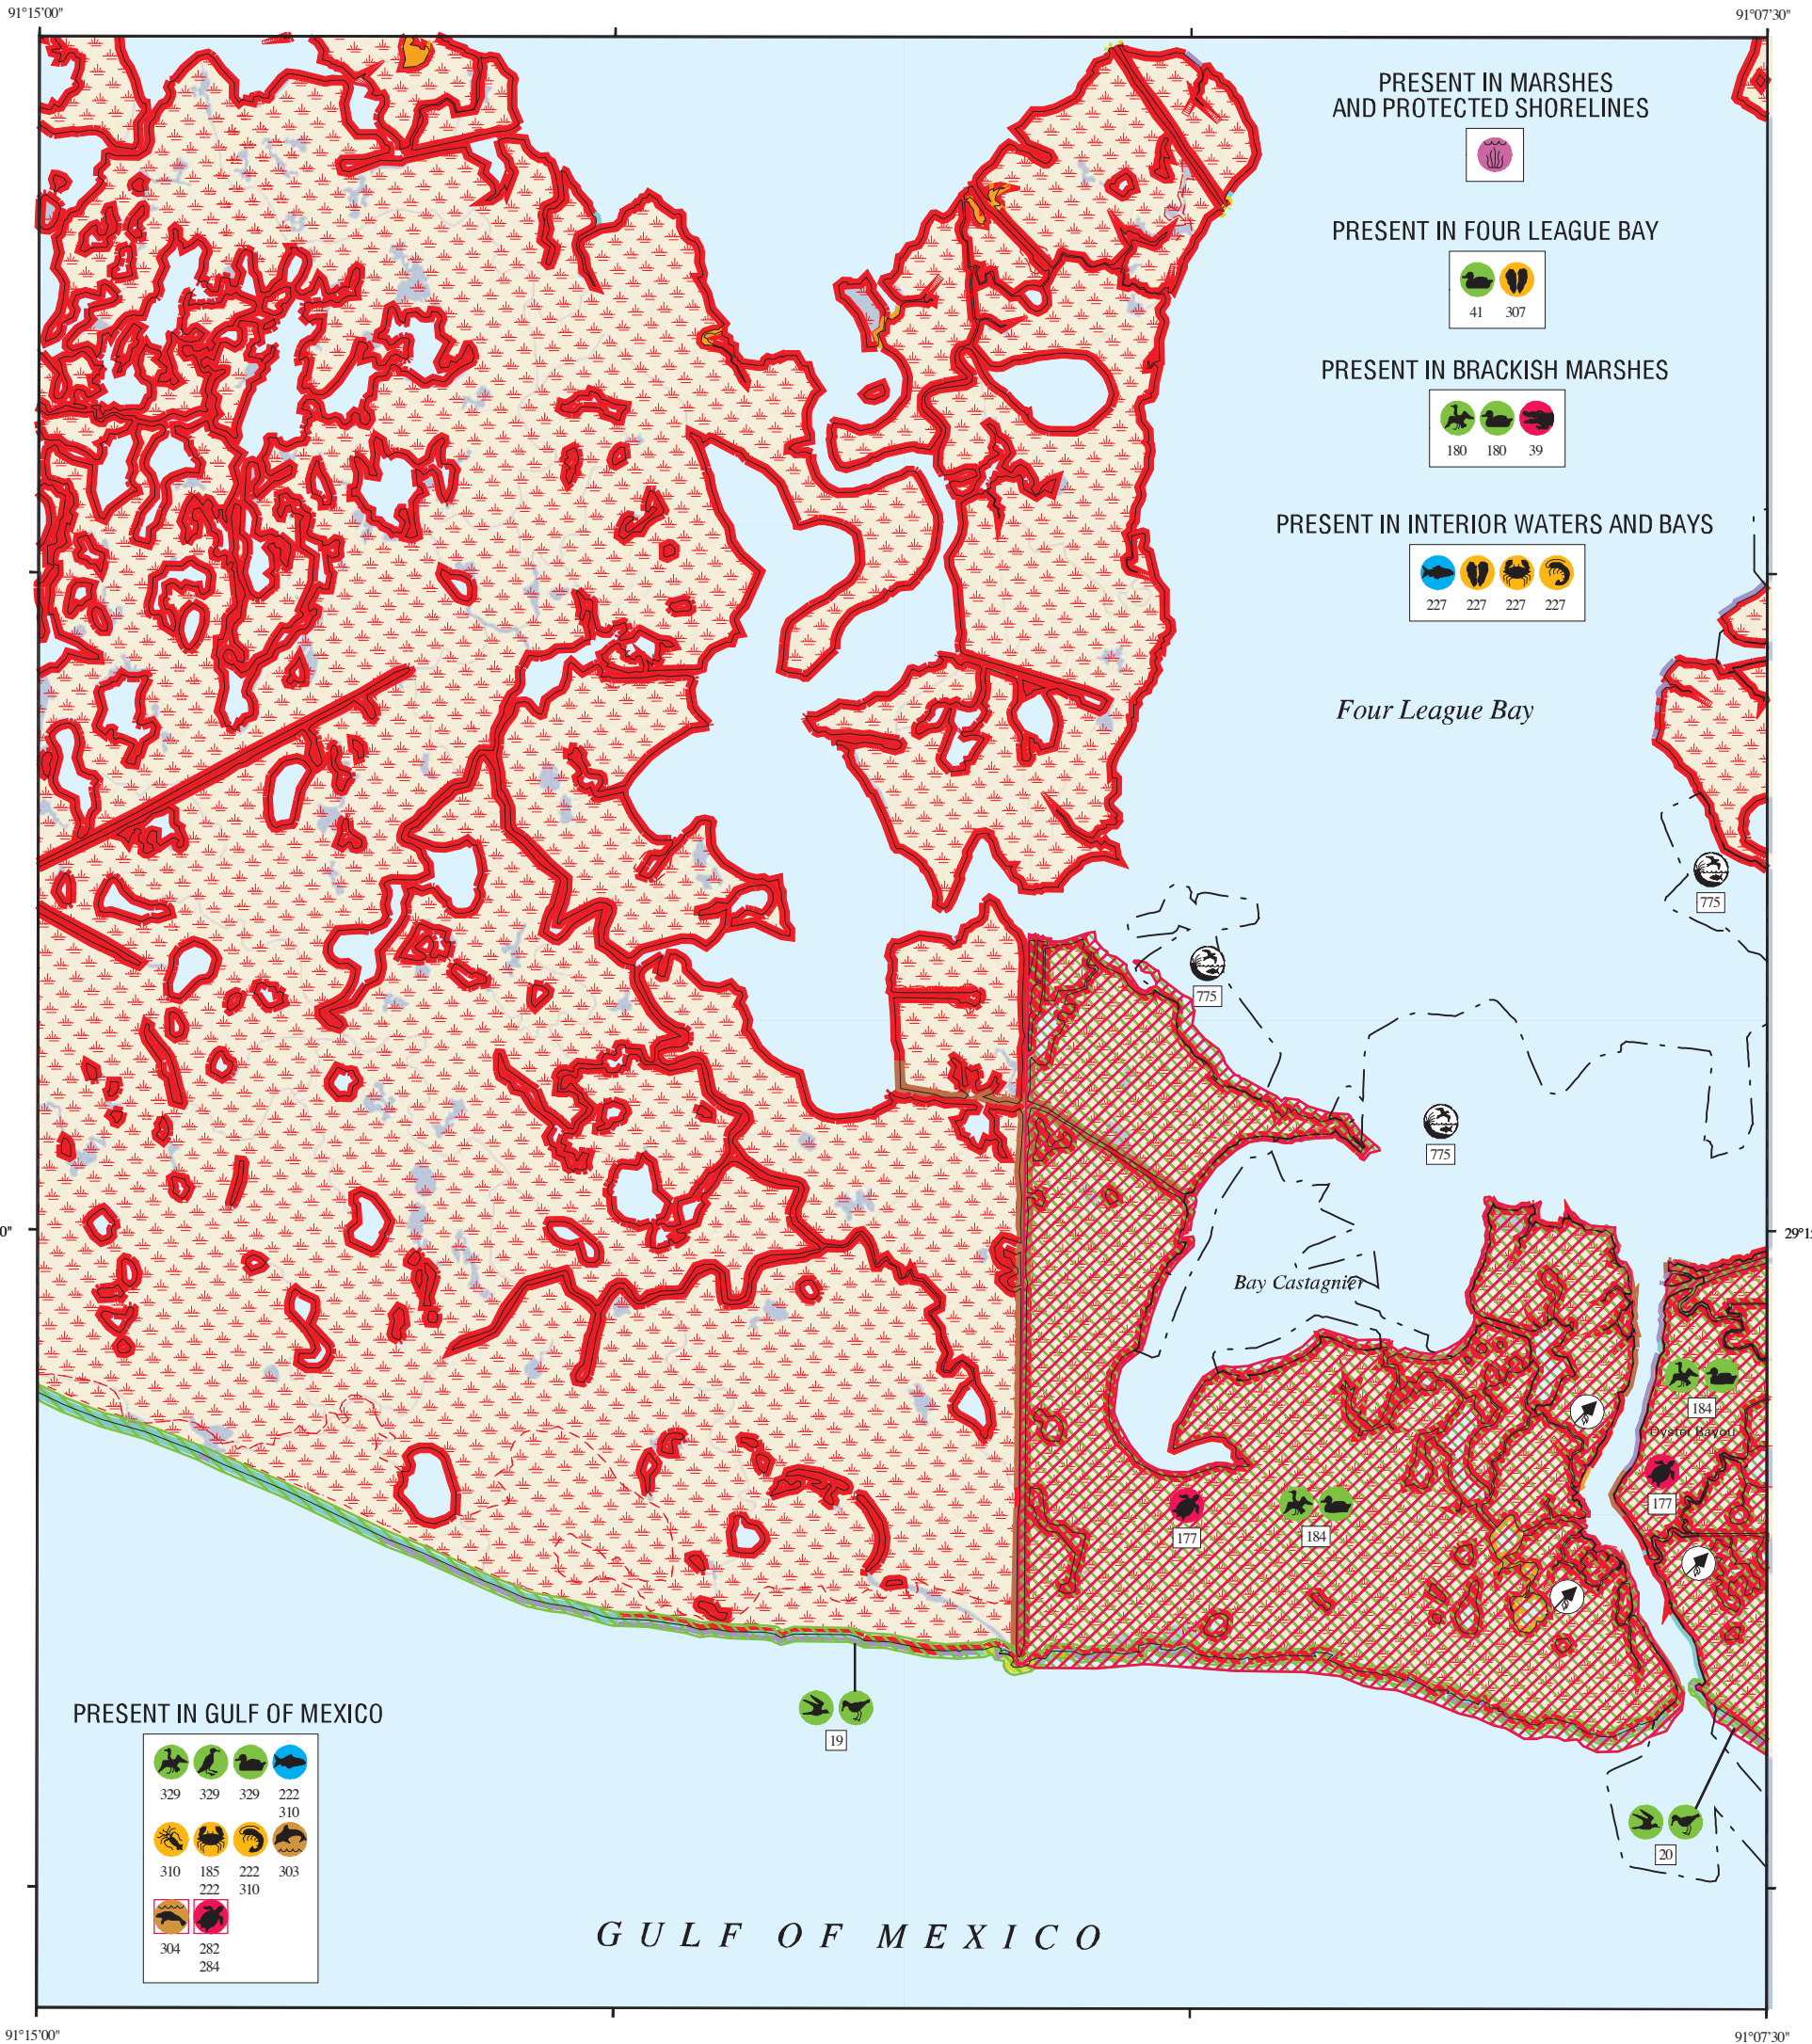 91°15'00"
91°07'30"
PRESENT IN MARSHES
AND PROTECTED SHORELINES
PRESENT IN FOUR LEAGUE BAY
41 307
PRESENT IN BRACKISH MARSHES
180 180 39
PRESENT IN INTERIOR WATERS AND BAYS
227 227 227 227
Four League Bay
775
775
775
0"
29°1
Bay Castagnier
184
Oyster Bayou
177
177
184
19
20
PRESENT IN GULF OF MEXICO
329 329 329 222
310
310 185 222 303
222 310
304 282
284
GULF OF MEXICO
91°15'00"
91°07'30"